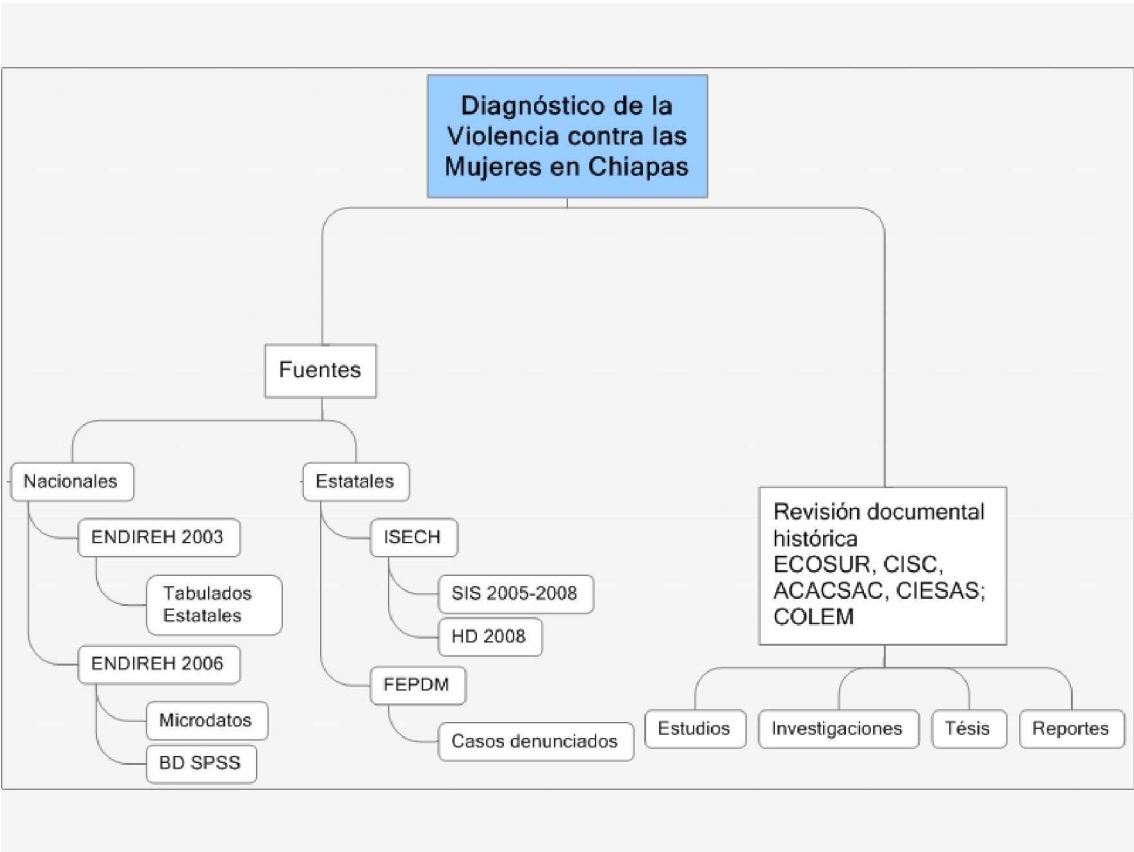 Diagnóstico de la
Violencia contra las
Mujeres en Chiapas
Fuentes
Nacionales
ENDIREH 2003
Tabulados
Estatales
ENDIREH 2006
Microdatos
BD SPSS
Estatales
ISECH
SIS 2005-2008
HD 2008
FEPDM
Casos denunciados
Revisión documental
histórica
ECOSUR, CISC,
ACACSAC, CIESAS;
COLEM
Estudios
Investigaciones
Tésis
Reportes